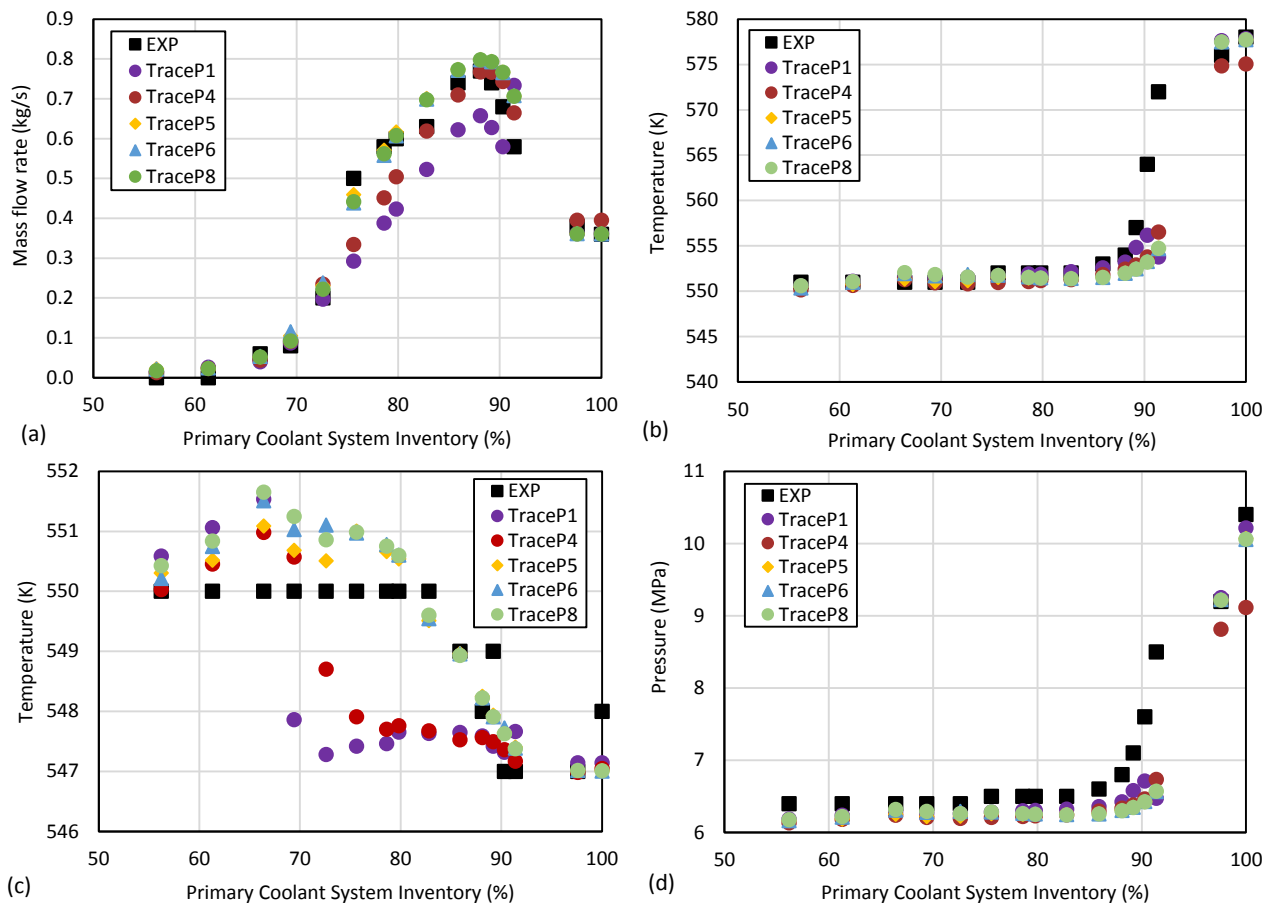 0.9
0.8
0.7
0.6
0.5
0.4
0.3
0.2
0.1
0.0
Mass flow rate (kg/s)
EXP
TraceP1
TraceP4
TraceP5
TraceP6
TraceP8
50 60 70 80 90 100
Primary Coolant System Inventory (%)
(a)
580
575
570
565
560
555
550
545
540
Temperature (K)
EXP
TraceP1
TraceP4
TraceP5
TraceP6
TraceP8
50 60 70 80 90 100
Primary Coolant System Inventory (%)
(b)
552
551
550
549
548
547
546
Temperature (K)
EXP
TraceP1
TraceP4
TraceP5
TraceP6
TraceP8
50 60 70 80 90 100
Primary Coolant System Inventory (%)
(c)
11
10
9
8
7
6
Pressure (MPa)
EXP
TraceP1
TraceP4
TraceP5
TraceP6
TraceP8
50 60 70 80 90 100
Primary Coolant System Inventory (%)
(d)